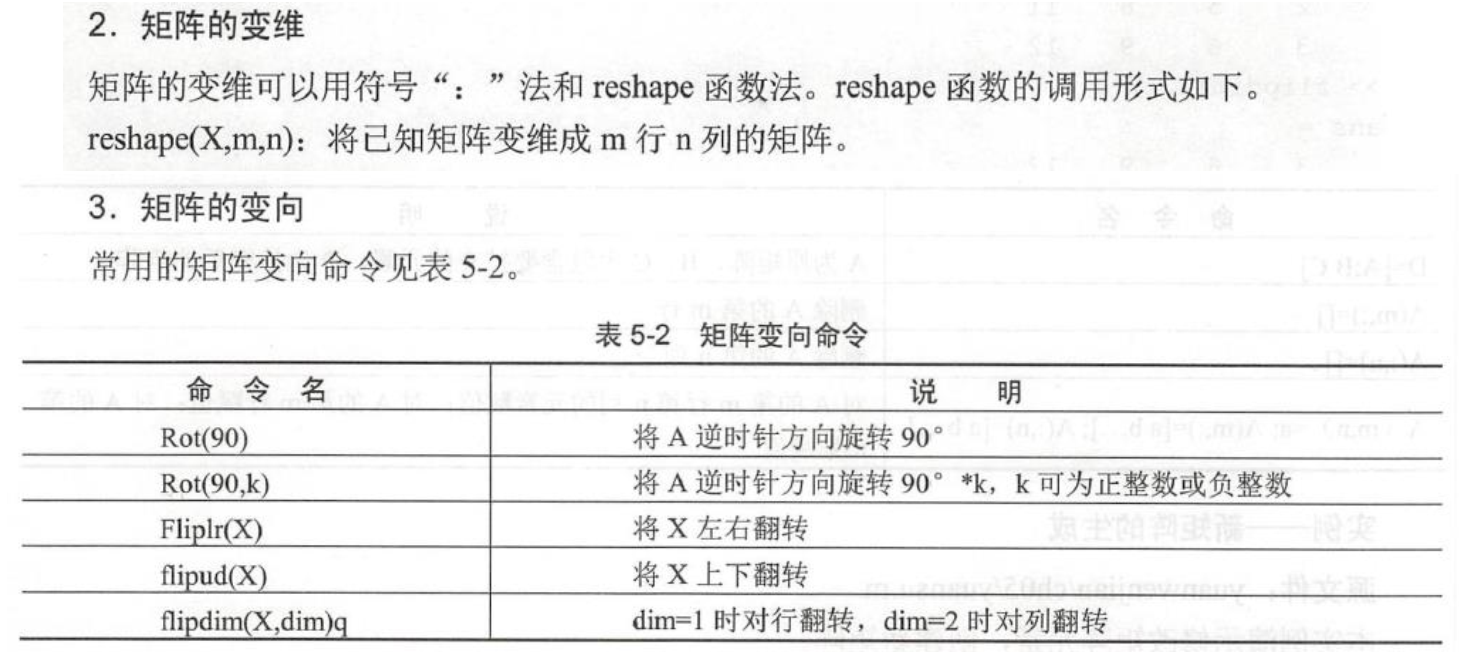 2．矩阵的变维
矩阵的变维可以用符号“：”法和 reshape 函数法。reshape 函数的调用形式如下。
reshape(X,m,n)：将已知矩阵变维成 m 行 n 列的矩阵。
3．矩阵的变向
常用的矩阵变向命令见表 5-2。
表 5-2 矩阵变向命令
命 令 名 说 明
Rot(90) 将 A 逆时针方向旋转 90°
Rot(90,k) 将 A 逆时针方向旋转 90° *k，k 可为正整数或负整数
Fliplr(X) 将 X 左右翻转
flipud(X) 将 X 上下翻转
flipdim(X,dim)q dim=1 时对行翻转，dim=2 时对列翻转